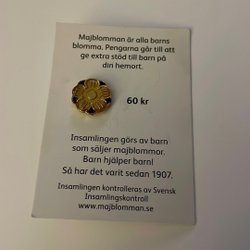 Majblomman är alla barns
blomma. Pengarna går till att
ge extra stöd till barn på
din hemort.
60 kr
Insamlingen görs av barn
som säljer majblommor.
Barn hjälper barn!
Så har det varit sedan 1907.
Insamlingen kontrolleras av Svensk
Insamlingskontroll
www.majblomman.se